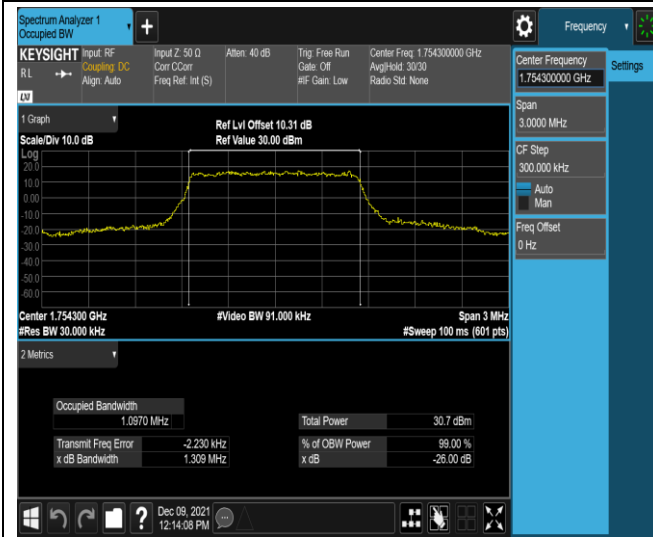 Spectrum Analyzer 1
Occupied BW
+
Frequency
KEYSIGHT
RL
LXI
Input: RF
Coupling: DC
Align: Auto
Input Z: 50 Ω
Corr CCorr
Freq Ref: Int (S)
Atten: 40 dB
Trig: Free Run
Gate: Off
#IF Gain: Low
Center Freq: 1.754300000 GHz
Avg|Hold: 30/30
Radio Std: None
Center Frequency
1.754300000 GHz
Settings
Span
3.0000 MHz
CF Step
300.000 kHz
Auto
Man
Freq Offset
0 Hz
1 Graph
Scale/Div 10.0 dB
Ref Lvl Offset 10.31 dB
Ref Value 30.00 dBm
Log
20.0
10.0
0.00
-10.0
-20.0
-30.0
-40.0
-50.0
-60.0
Center 1.754300 GHz
#Video BW 91.000 kHz
Span 3 MHz
#Res BW 30.000 kHz
#Sweep 100 ms (601 pts)
2 Metrics
Occupied Bandwidth
1.0970 MHz
Total Power 30.7 dBm
Transmit Freq Error -2.230 kHz
% of OBW Power 99.00 %
x dB Bandwidth 1.309 MHz
x dB -26.00 dB
?
Dec 09, 2021
12:14:08 PM